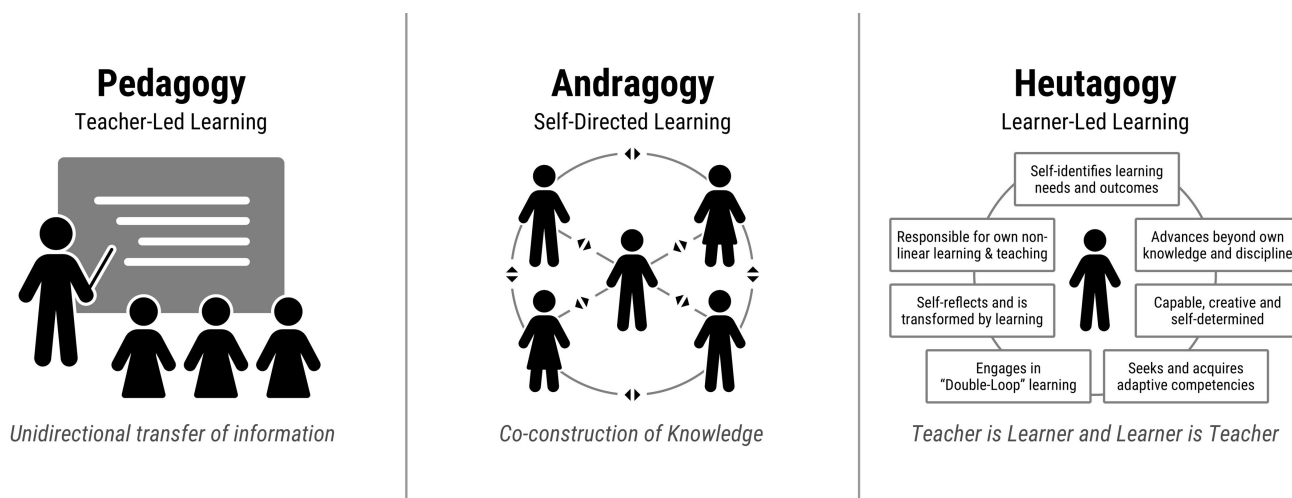 Pedagogy
Teacher-Led Learning
Unidirectional transfer of information
Andragogy
Self-Directed Learning
Co-construction of Knowledge
Heutagogy
Learner-Led Learning
Self-identifies learning
needs and outcomes
Responsible for own non-
linear learning & teaching
Advances beyond own
knowledge and discipline
Self-reflects and is
transformed by learning
Capable, creative and
self-determined
Engages in
“Double-Loop” learning
Seeks and acquires
adaptive competencies
Teacher is Learner and Learner is Teacher